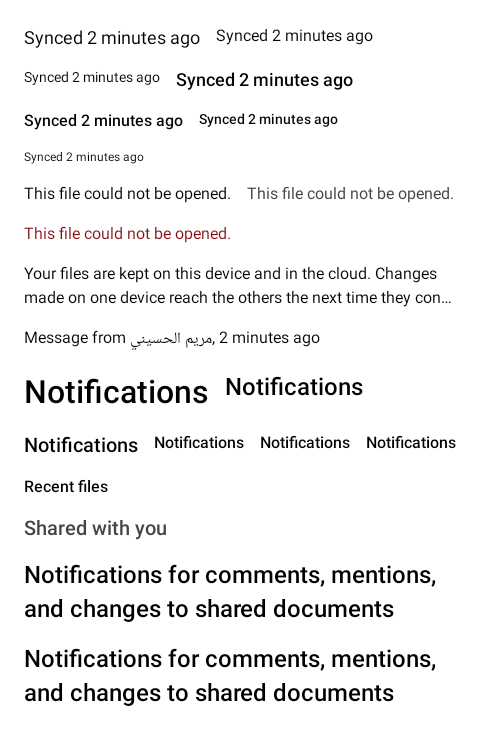 Synced 2 minutes ago Synced 2 minutes ago
Synced 2 minutes ago Synced 2 minutes ago
Synced 2 minutes ago Synced 2 minutes ago
Synced 2 minutes ago
This file could not be opened. This file could not be opened.
This file could not be opened.
Your files are kept on this device and in the cloud. Changes
made on one device reach the others the next time they con…
Message from مريم الحسيني, 2 minutes ago
Notifications Notifications
Notifications Notifications Notifications Notifications
Recent files
Shared with you
Notifications for comments, mentions,
and changes to shared documents
Notifications for comments, mentions,
and changes to shared documents